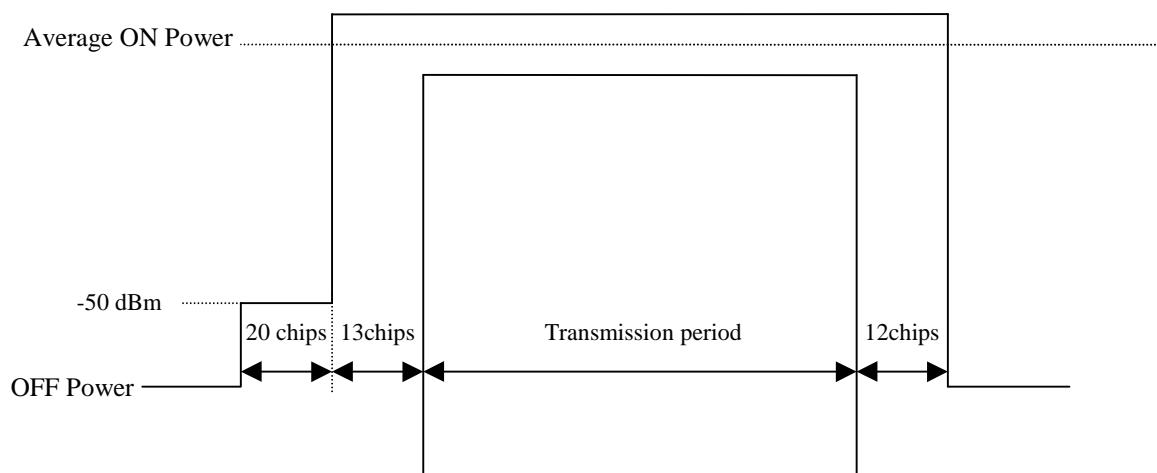 Average ON Power
-50 dBm
20 chips 13chips Transmission period 12chips
OFF Power